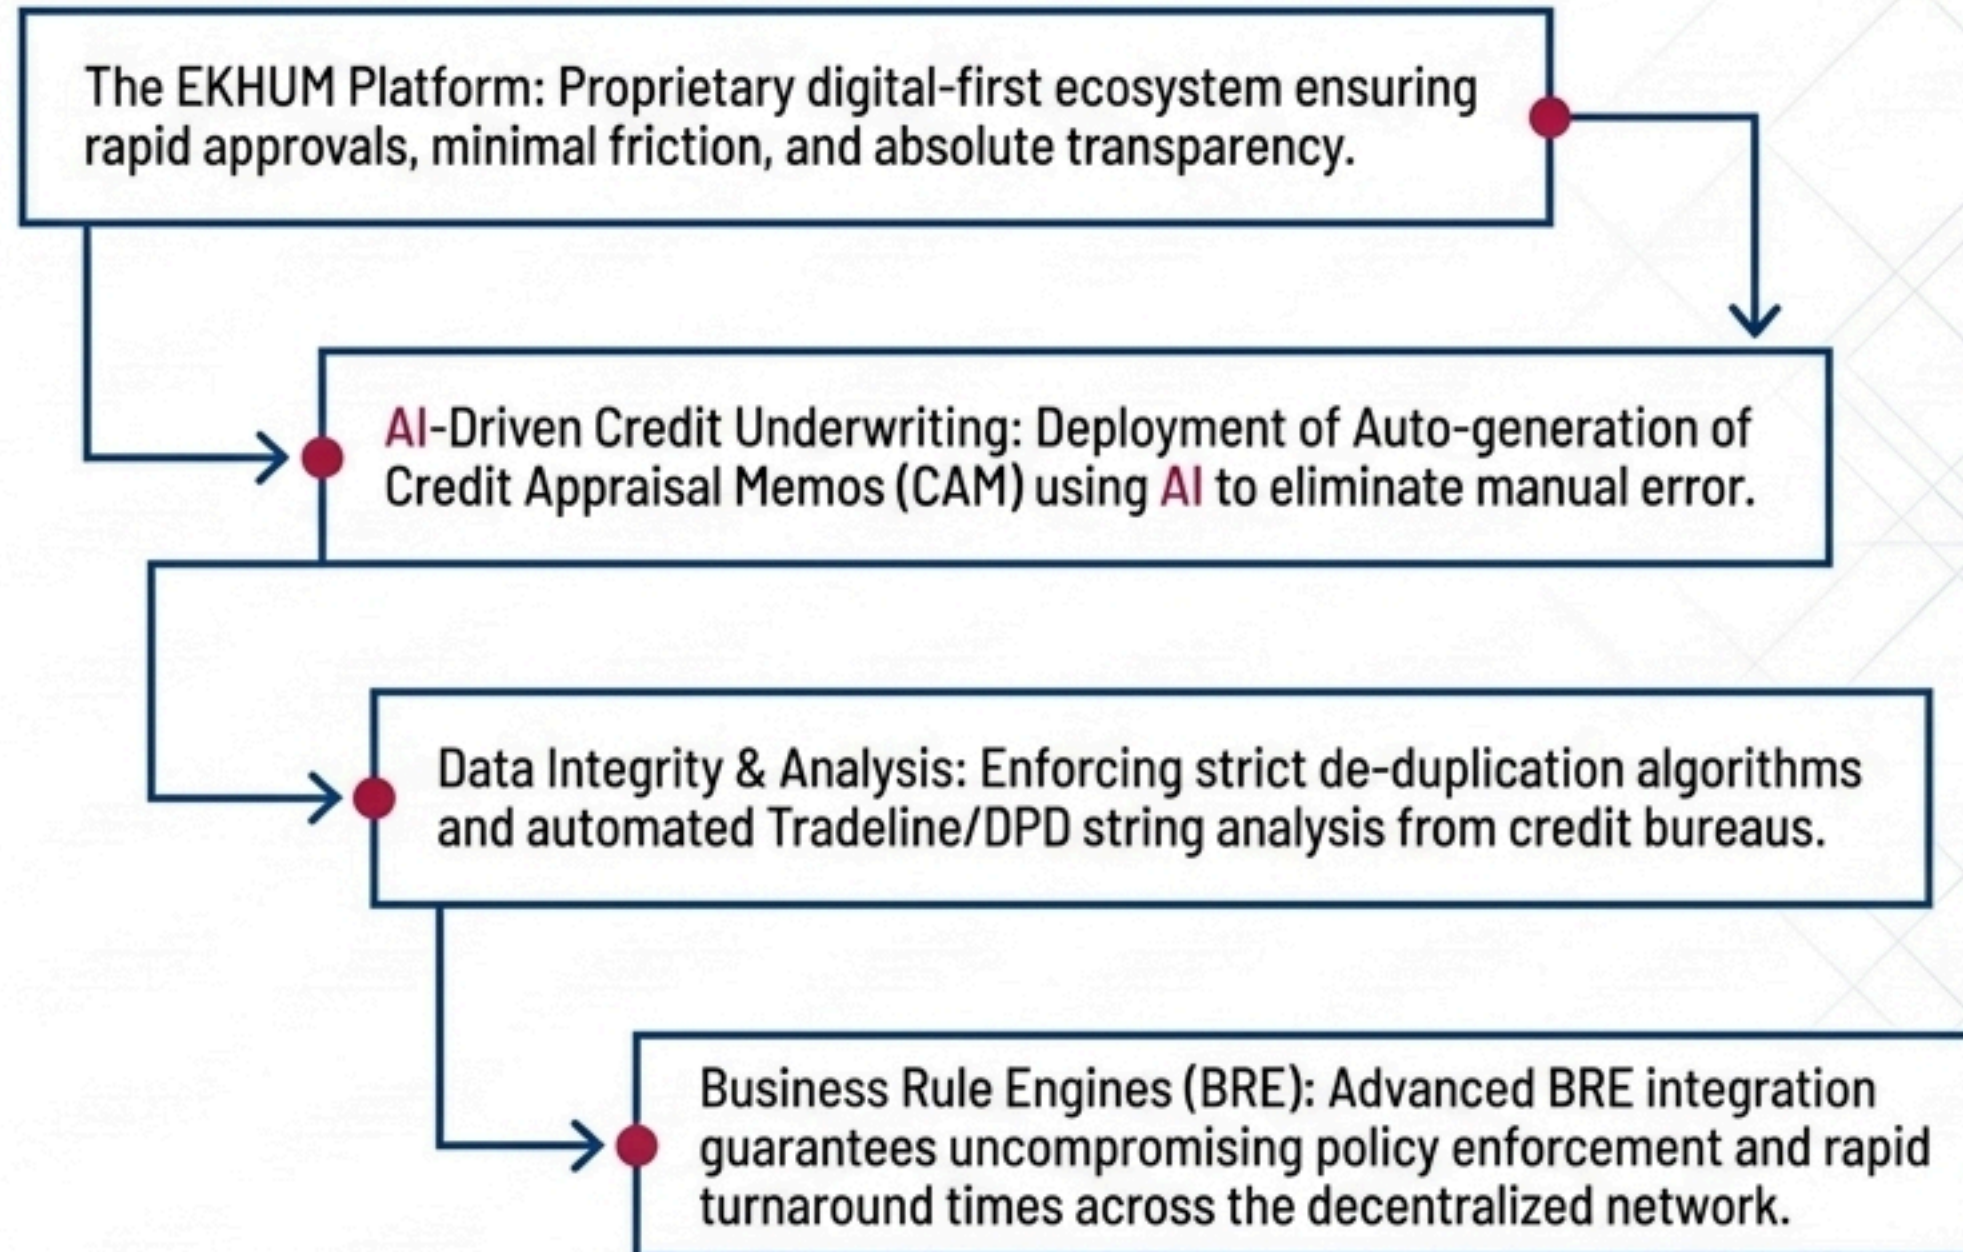 The EKHUM Platform: Proprietary digital-first ecosystem ensuring
rapid approvals, minimal friction, and absolute transparency.
AI-Driven Credit Underwriting: Deployment of Auto-generation of
Credit Appraisal Memos (CAM) using AI to eliminate manual error.
Data Integrity & Analysis: Enforcing strict de-duplication algorithms
and automated Tradeline/DPD string analysis from credit bureaus.
Business Rule Engines (BRE): Advanced BRE integration
guarantees uncompromising policy enforcement and rapid
turnaround times across the decentralized network.